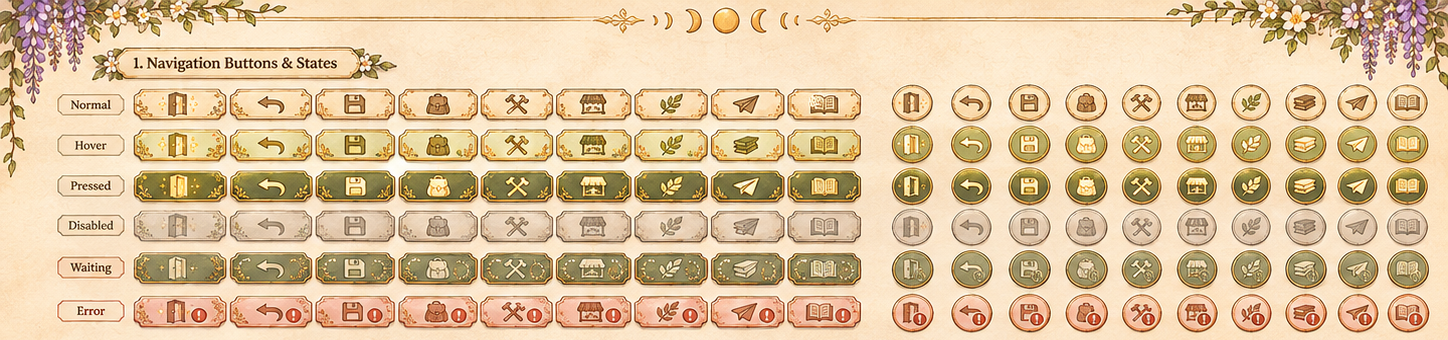 1. Navigation Buttons & States
Normal
Hover
Pressed
Disabled
Waiting
Error